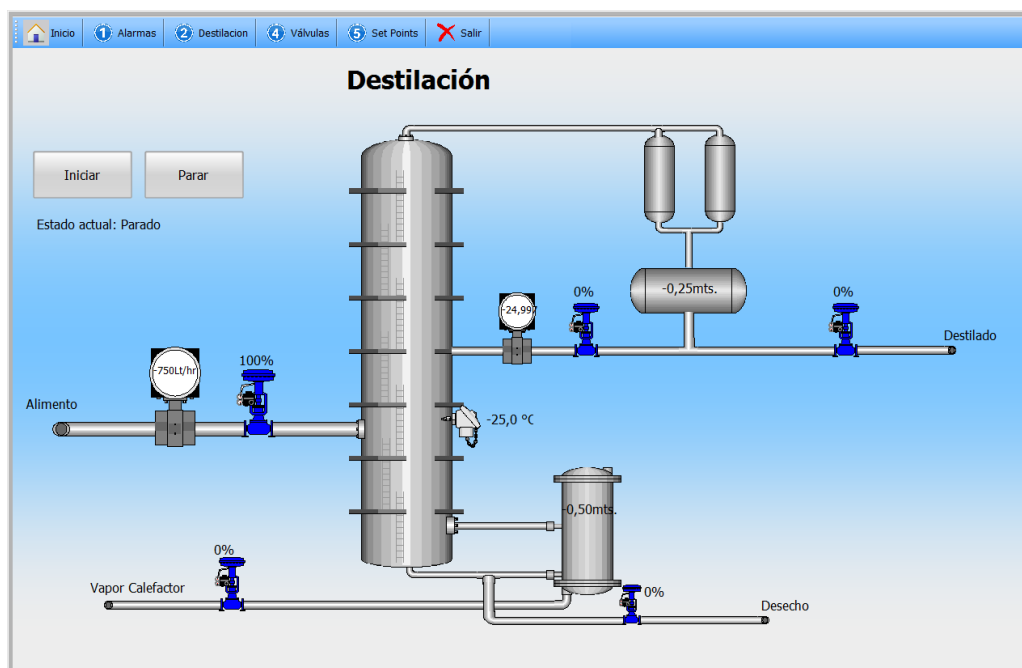 Inicio
1 Alarmas
2 Destilacion
4 Válvulas
5 Set Points
Salir
Destilación
Iniciar
Parar
Estado actual: Parado
-0,25mts.
0%
0%
-24,997
Destilado
-750Lt/hr
100%
Alimento
-25,0 °C
-0,50mts.
0%
Vapor Calefactor
0%
Desecho